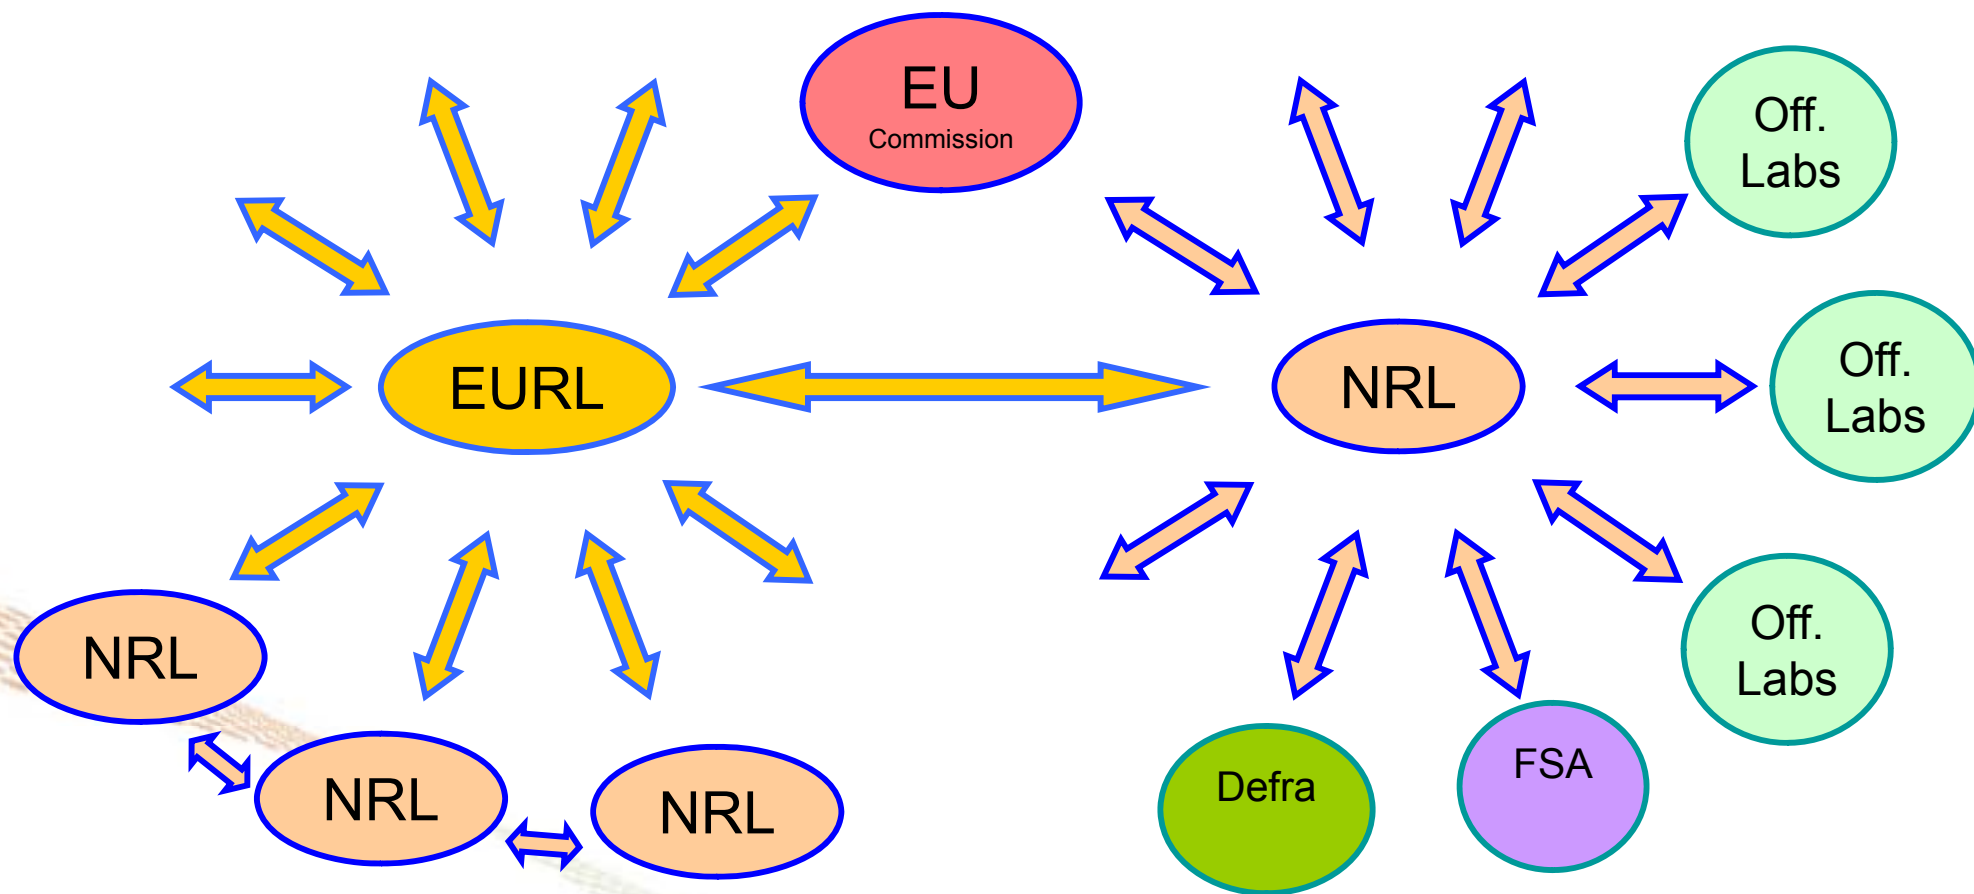 EU
Commission
Off.
Labs
EURL
NRL
Off.
Labs
NRL
NRL
NRL
Defra
FSA
Off.
Labs